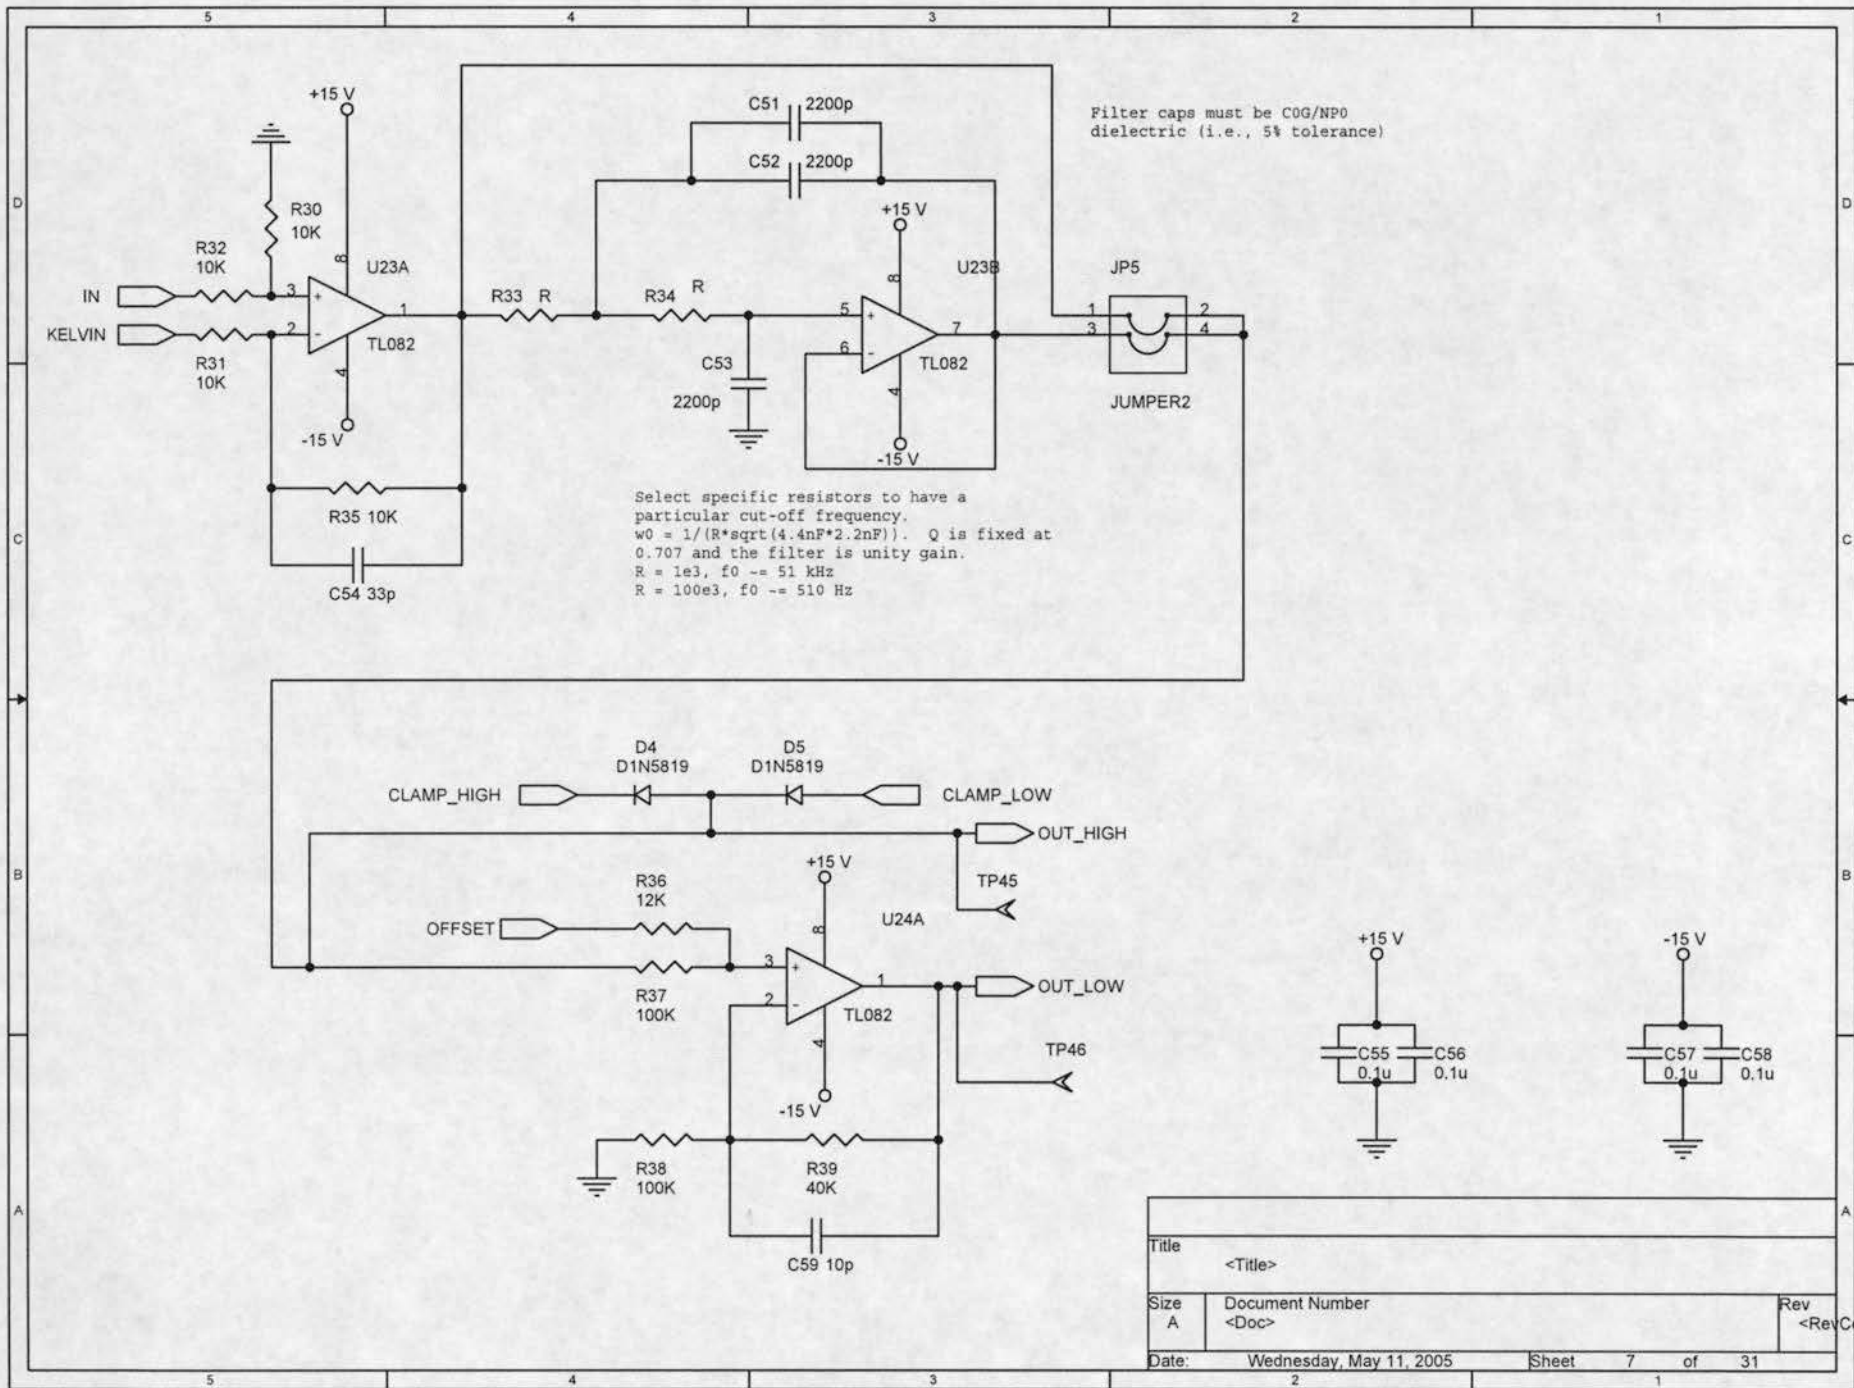 5 4 3 2 1
D
D
C
C
B
B
A
A
+15 V
R30
10K
R32
10K
IN
KELVIN
R31
10K
3
+
2
-
8
4
1
U23A
TL082
-15 V
R35 10K
C54 33p
R33 R
R34 R
C51 2200p
C52 2200p
C53
2200p
+15 V
U23B
5
+
6
-
8
4
7
TL082
-15 V
Filter caps must be C0G/NP0
dielectric (i.e., 5% tolerance)
JP5
1 2
3 4
JUMPER2
Select specific resistors to have a
particular cut-off frequency.
w0 = 1/(R*sqrt(4.4nF*2.2nF)). Q is fixed at
0.707 and the filter is unity gain.
R = 1e3, f0 ~= 51 kHz
R = 100e3, f0 ~= 510 Hz
D4
D1N5819
D5
D1N5819
CLAMP_HIGH
CLAMP_LOW
OUT_HIGH
TP45
R36
12K
OFFSET
R37
100K
+15 V
U24A
3
+
2
-
8
4
1
TL082
-15 V
OUT_LOW
TP46
R38
100K
R39
40K
C59 10p
+15 V
C55
0.1u
C56
0.1u
-15 V
C57
0.1u
C58
0.1u
Title
<Title>
Size
A
Document Number
<Doc>
Rev
<RevCo
Date: Wednesday, May 11, 2005 Sheet 7 of 31
5 4 3 2 1